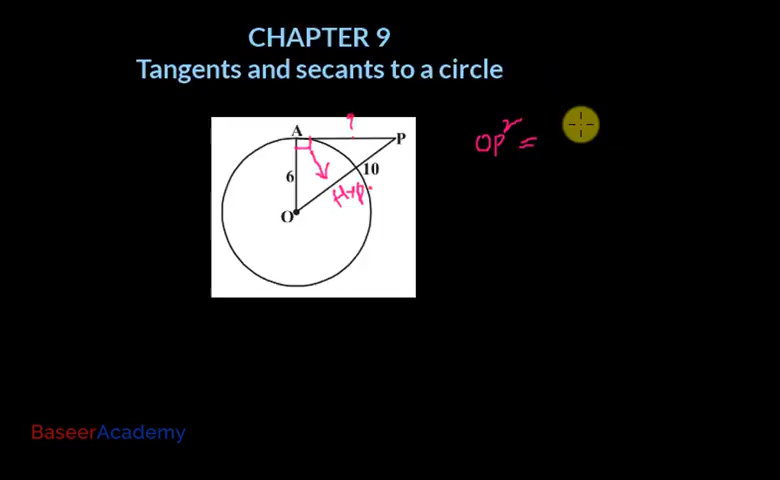 CHAPTER 9
Tangents and secants to a circle
?
A
P
OP² =
6
10
Hyp.
O
BaseerAcademy